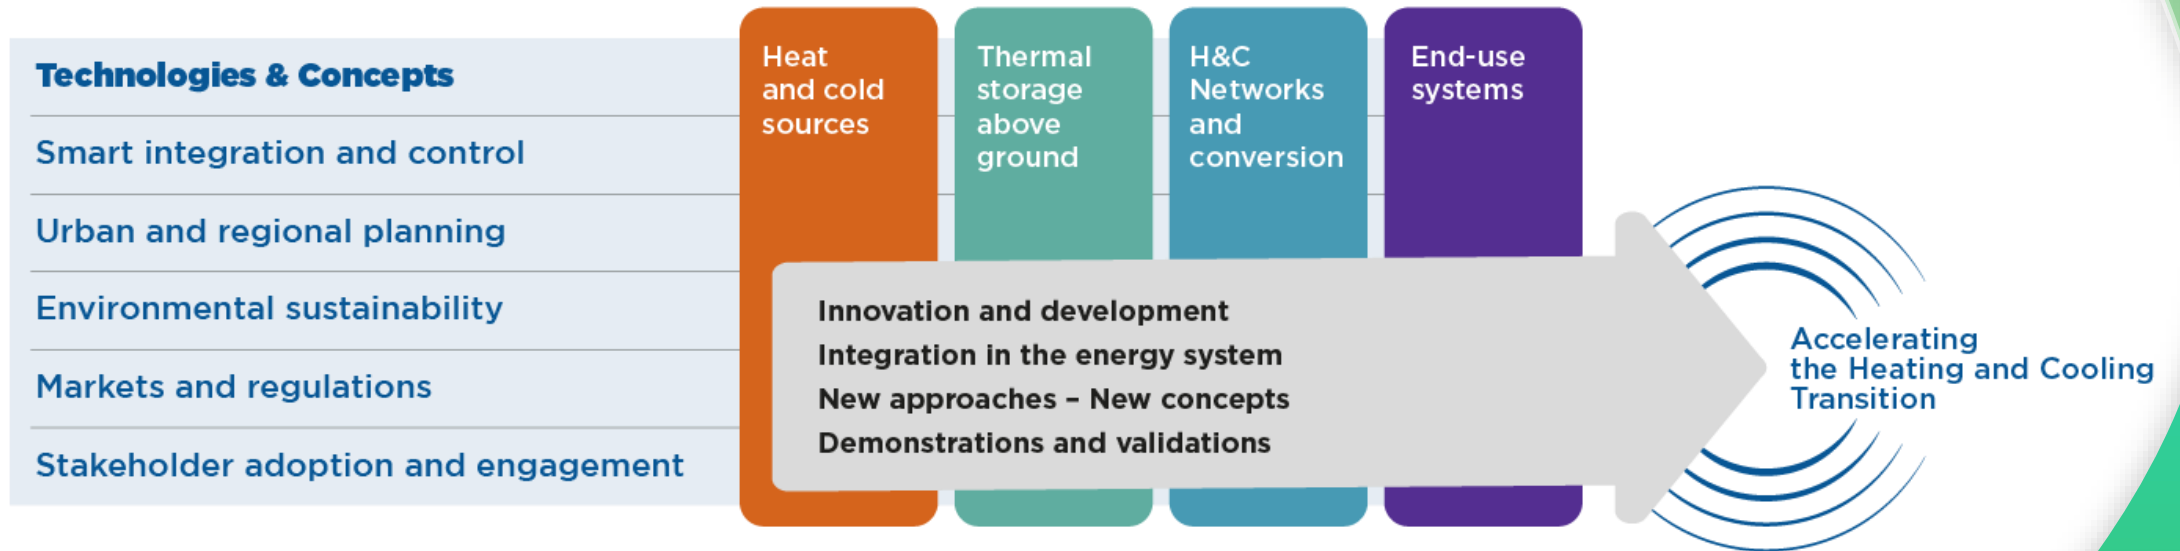 Technologies & Concepts
Smart integration and control
Urban and regional planning
Environmental sustainability
Markets and regulations
Stakeholder adoption and engagement
Heat
and cold
sources
Thermal
storage
above
ground
H&C
Networks
and
conversion
End-use
systems
Innovation and development
Integration in the energy system
New approaches – New concepts
Demonstrations and validations
Accelerating
the Heating and Cooling
Transition